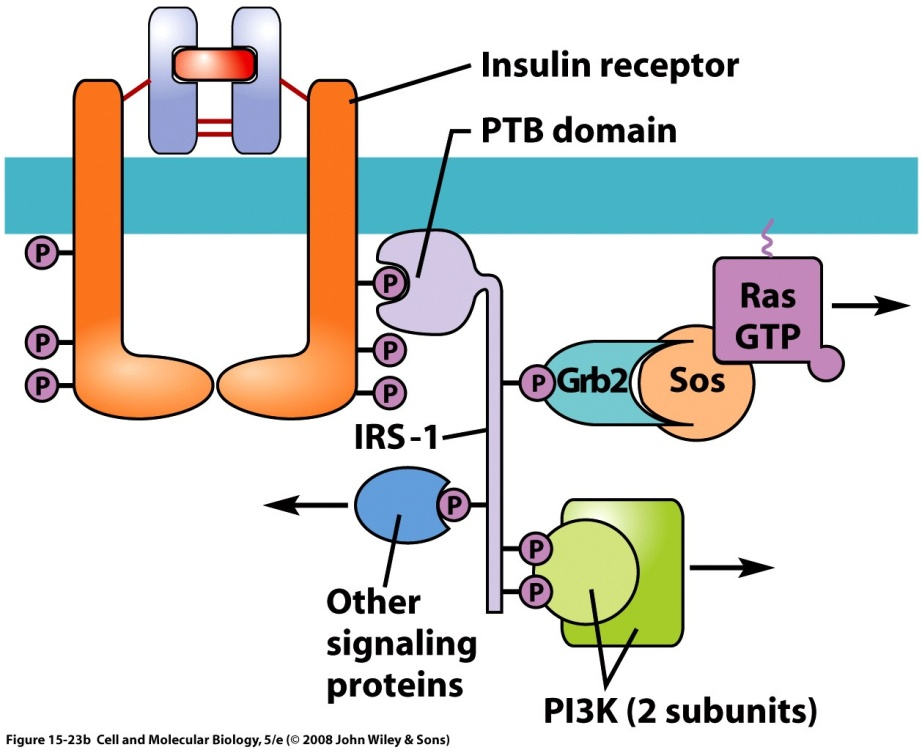 Insulin receptor
PTB domain
P
P
P
P
P
P
Ras
GTP
P
Grb2
Sos
IRS-1
P
P
P
Other
signaling
proteins
PI3K (2 subunits)
Figure 15-23b Cell and Molecular Biology, 5/e (© 2008 John Wiley & Sons)